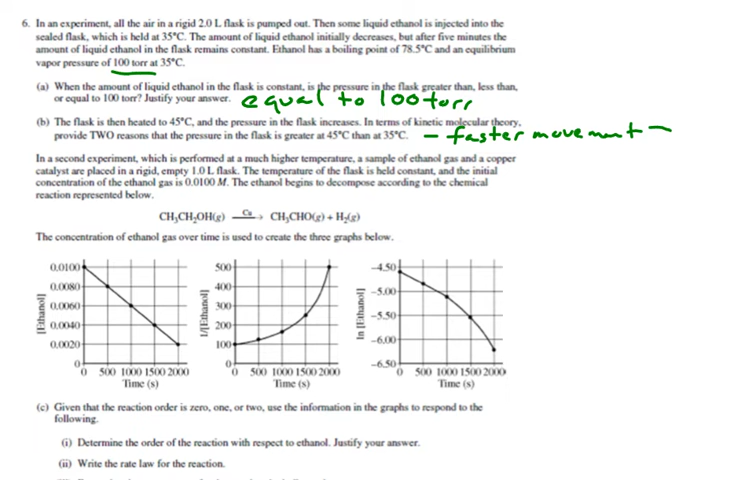 6. In an experiment, all the air in a rigid 2.0 L flask is pumped out. Then some liquid ethanol is injected into the
sealed flask, which is held at 35°C. The amount of liquid ethanol initially decreases, but after five minutes the
amount of liquid ethanol in the flask remains constant. Ethanol has a boiling point of 78.5°C and an equilibrium
vapor pressure of 100 torr at 35°C.
(a) When the amount of liquid ethanol in the flask is constant, is the pressure in the flask greater than, less than,
or equal to 100 torr? Justify your answer. equal to 100 torr
(b) The flask is then heated to 45°C, and the pressure in the flask increases. In terms of kinetic molecular theory,
provide TWO reasons that the pressure in the flask is greater at 45°C than at 35°C. – faster movement –
In a second experiment, which is performed at a much higher temperature, a sample of ethanol gas and a copper
catalyst are placed in a rigid, empty 1.0 L flask. The temperature of the flask is held constant, and the initial
concentration of the ethanol gas is 0.0100 M. The ethanol begins to decompose according to the chemical
reaction represented below.
CH₃CH₂OH(g) —Cu→ CH₃CHO(g) + H₂(g)
The concentration of ethanol gas over time is used to create the three graphs below.
[Ethanol]
0.0100
0.0080
0.0060
0.0040
0.0020
0
0 500 1000 1500 2000
Time (s)
1/[Ethanol]
500
400
300
200
100
0
0 500 1000 1500 2000
Time (s)
ln [Ethanol]
−4.50
−5.00
−5.50
−6.00
−6.50
0 500 1000 1500 2000
Time (s)
(c) Given that the reaction order is zero, one, or two, use the information in the graphs to respond to the
following.
(i) Determine the order of the reaction with respect to ethanol. Justify your answer.
(ii) Write the rate law for the reaction.